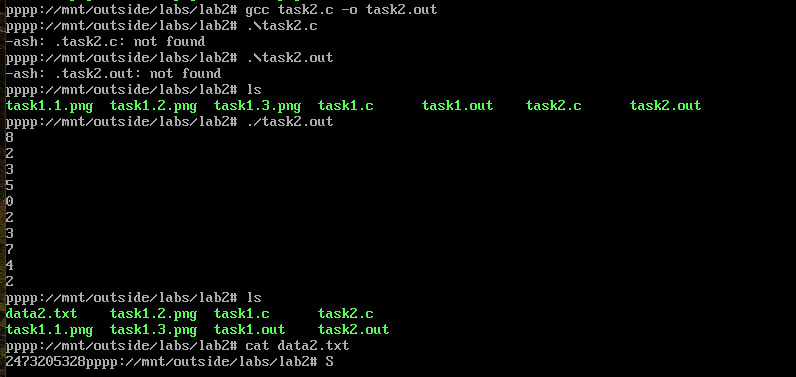 pppp://mnt/outside/labs/lab2# gcc task2.c -o task2.out
pppp://mnt/outside/labs/lab2# .\task2.c
-ash: .task2.c: not found
pppp://mnt/outside/labs/lab2# .\task2.out
-ash: .task2.out: not found
pppp://mnt/outside/labs/lab2# ls
task1.1.png  task1.2.png  task1.3.png  task1.c      task1.out    task2.c      task2.out
pppp://mnt/outside/labs/lab2# ./task2.out
8
2
3
5
0
2
3
7
4
2
pppp://mnt/outside/labs/lab2# ls
data2.txt    task1.2.png  task1.c      task2.c
task1.1.png  task1.3.png  task1.out    task2.out
pppp://mnt/outside/labs/lab2# cat data2.txt
2473205328pppp://mnt/outside/labs/lab2# S